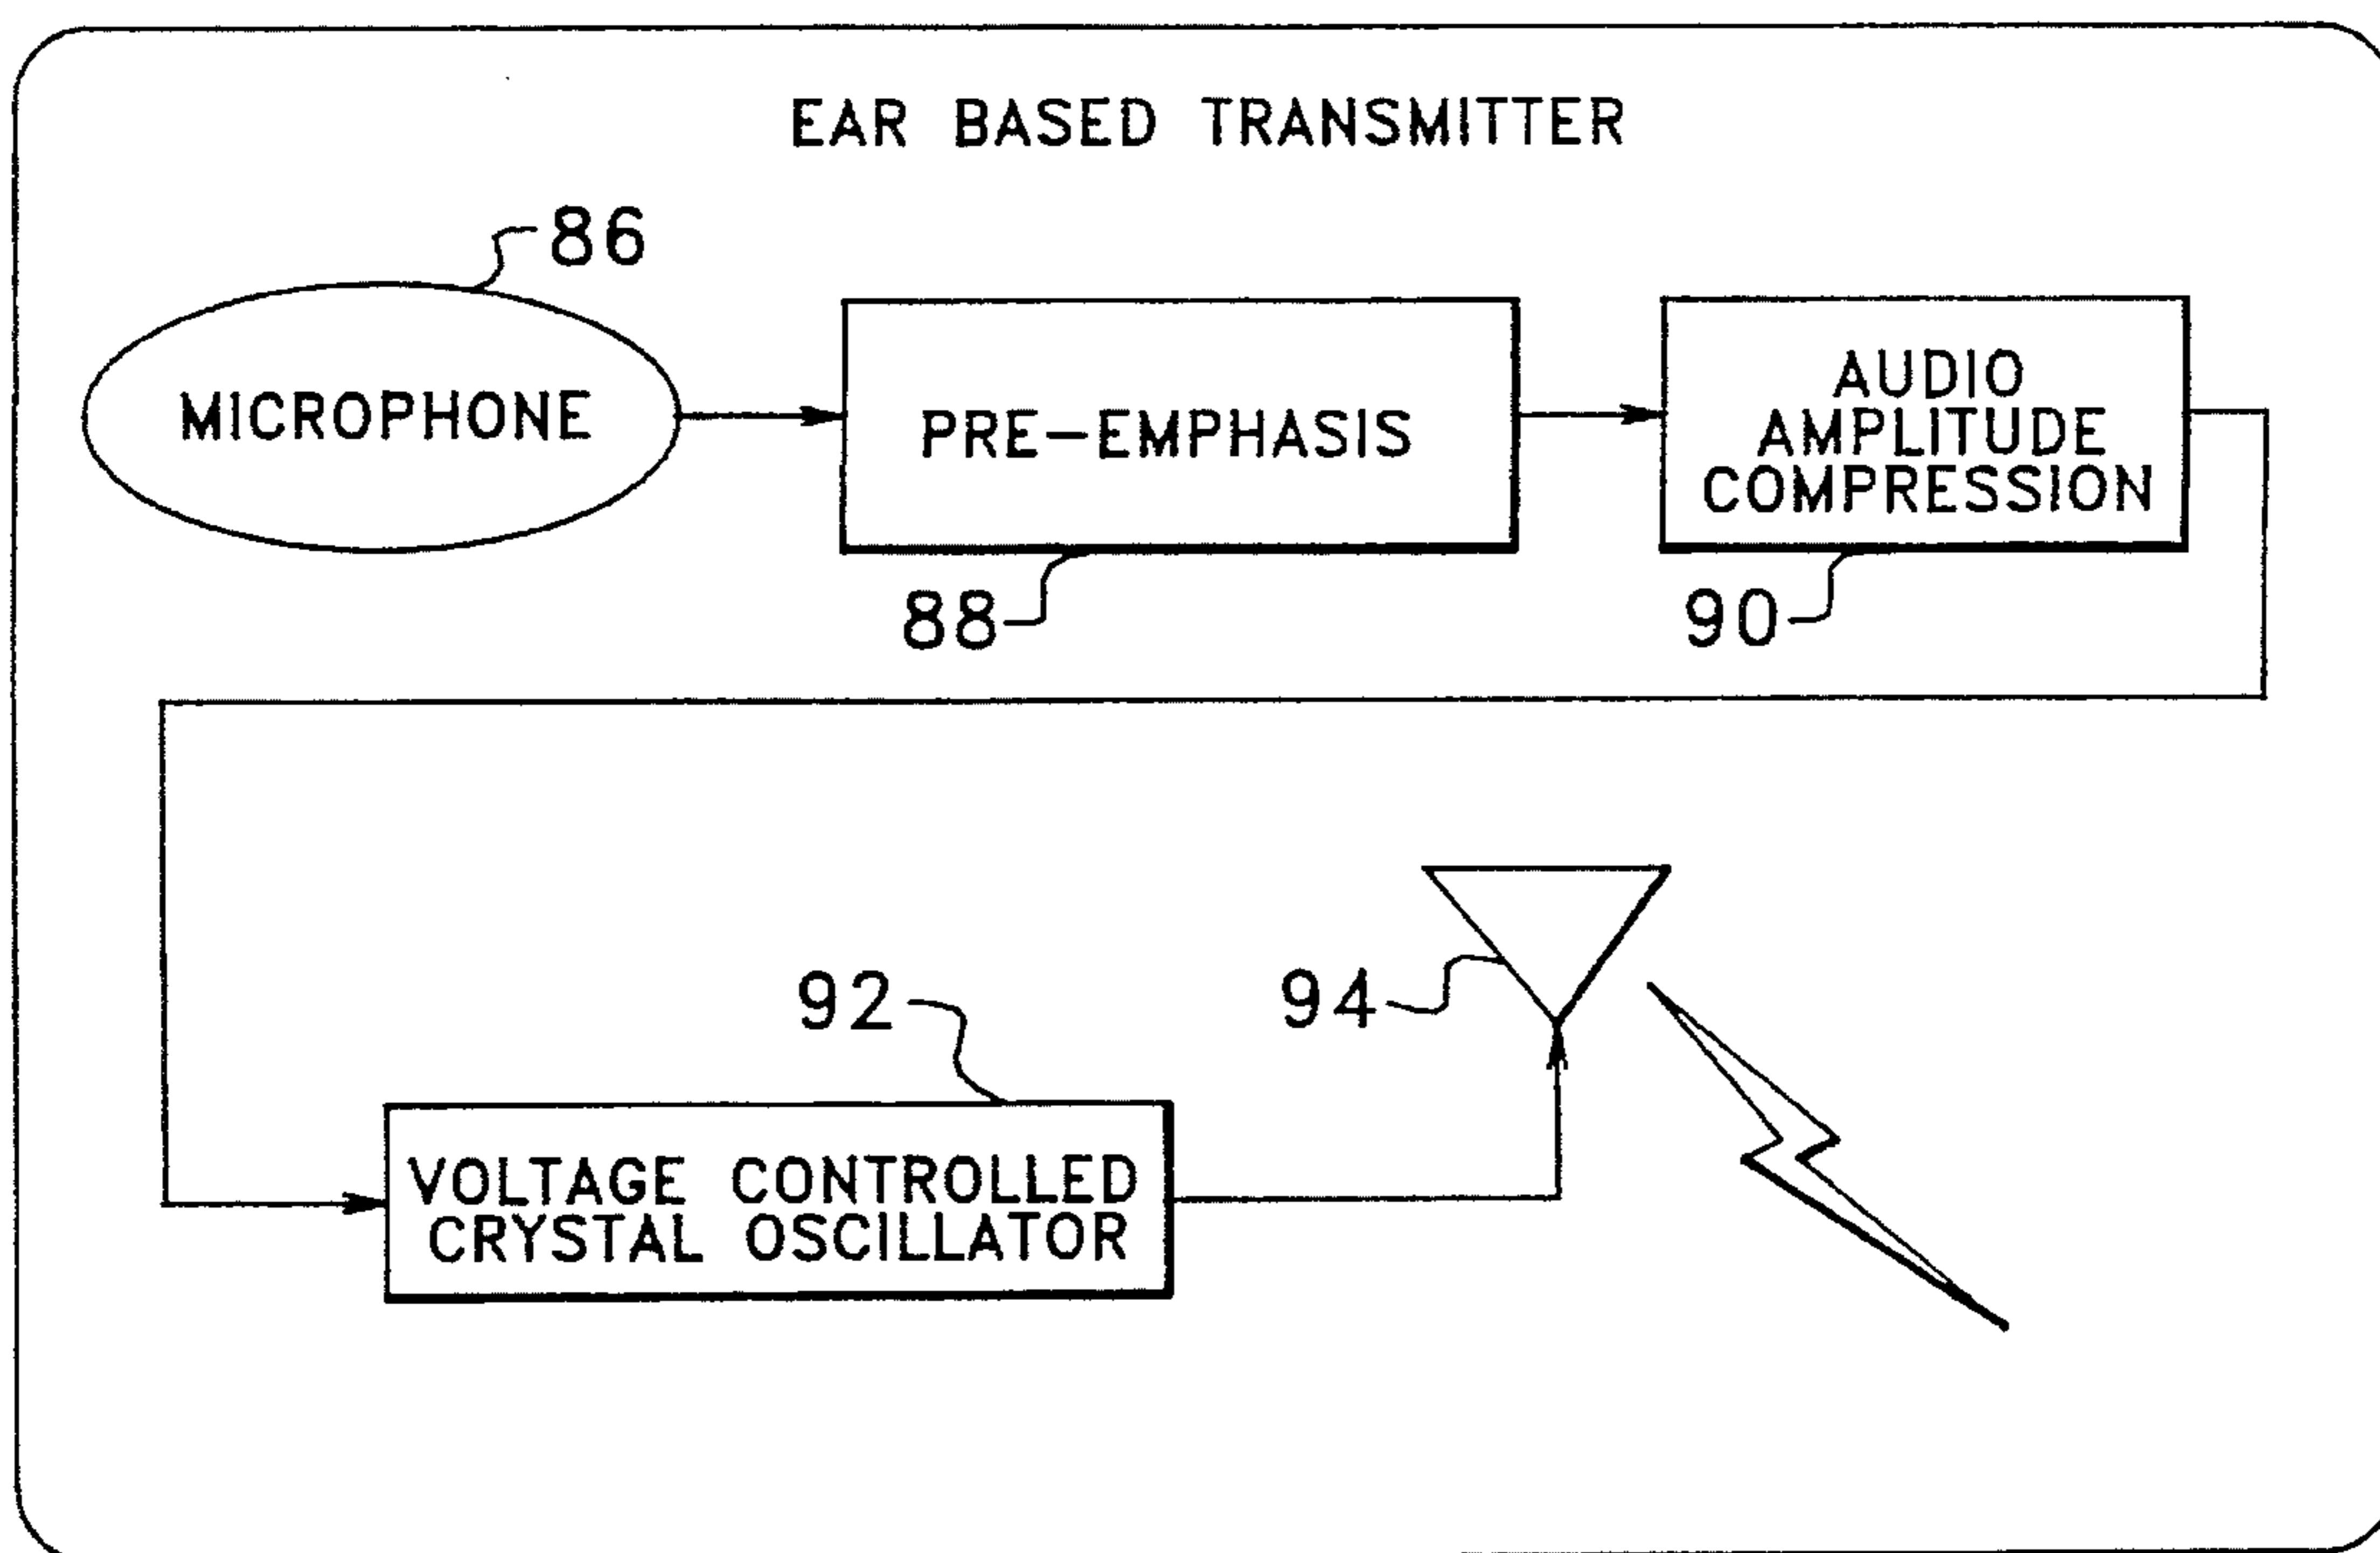 EAR BASED TRANSMITTER
86
MICROPHONE
PRE-EMPHASIS
AUDIO
AMPLITUDE
COMPRESSION
88
90
92
94
VOLTAGE CONTROLLED
CRYSTAL OSCILLATOR